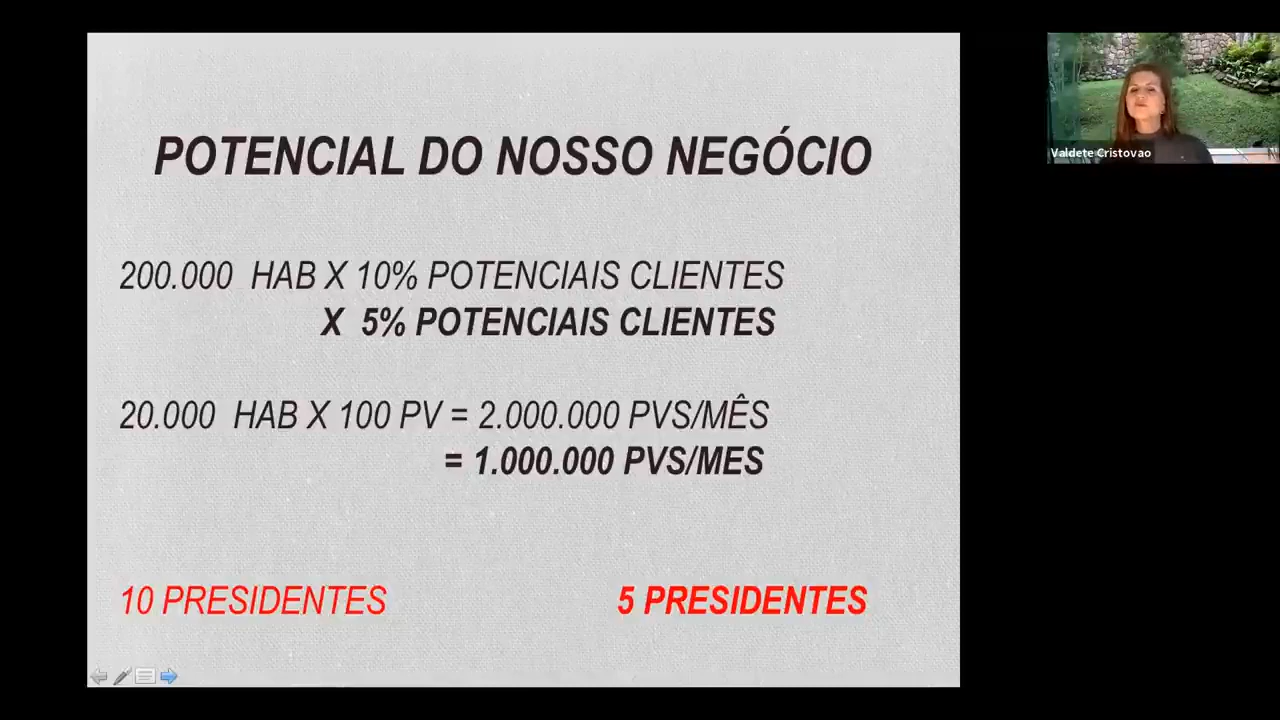 POTENCIAL DO NOSSO NEGÓCIO
200.000 HAB X 10% POTENCIAIS CLIENTES
X 5% POTENCIAIS CLIENTES
20.000 HAB X 100 PV = 2.000.000 PVS/MÊS
= 1.000.000 PVS/MES
10 PRESIDENTES
5 PRESIDENTES
Valdete Cristovao